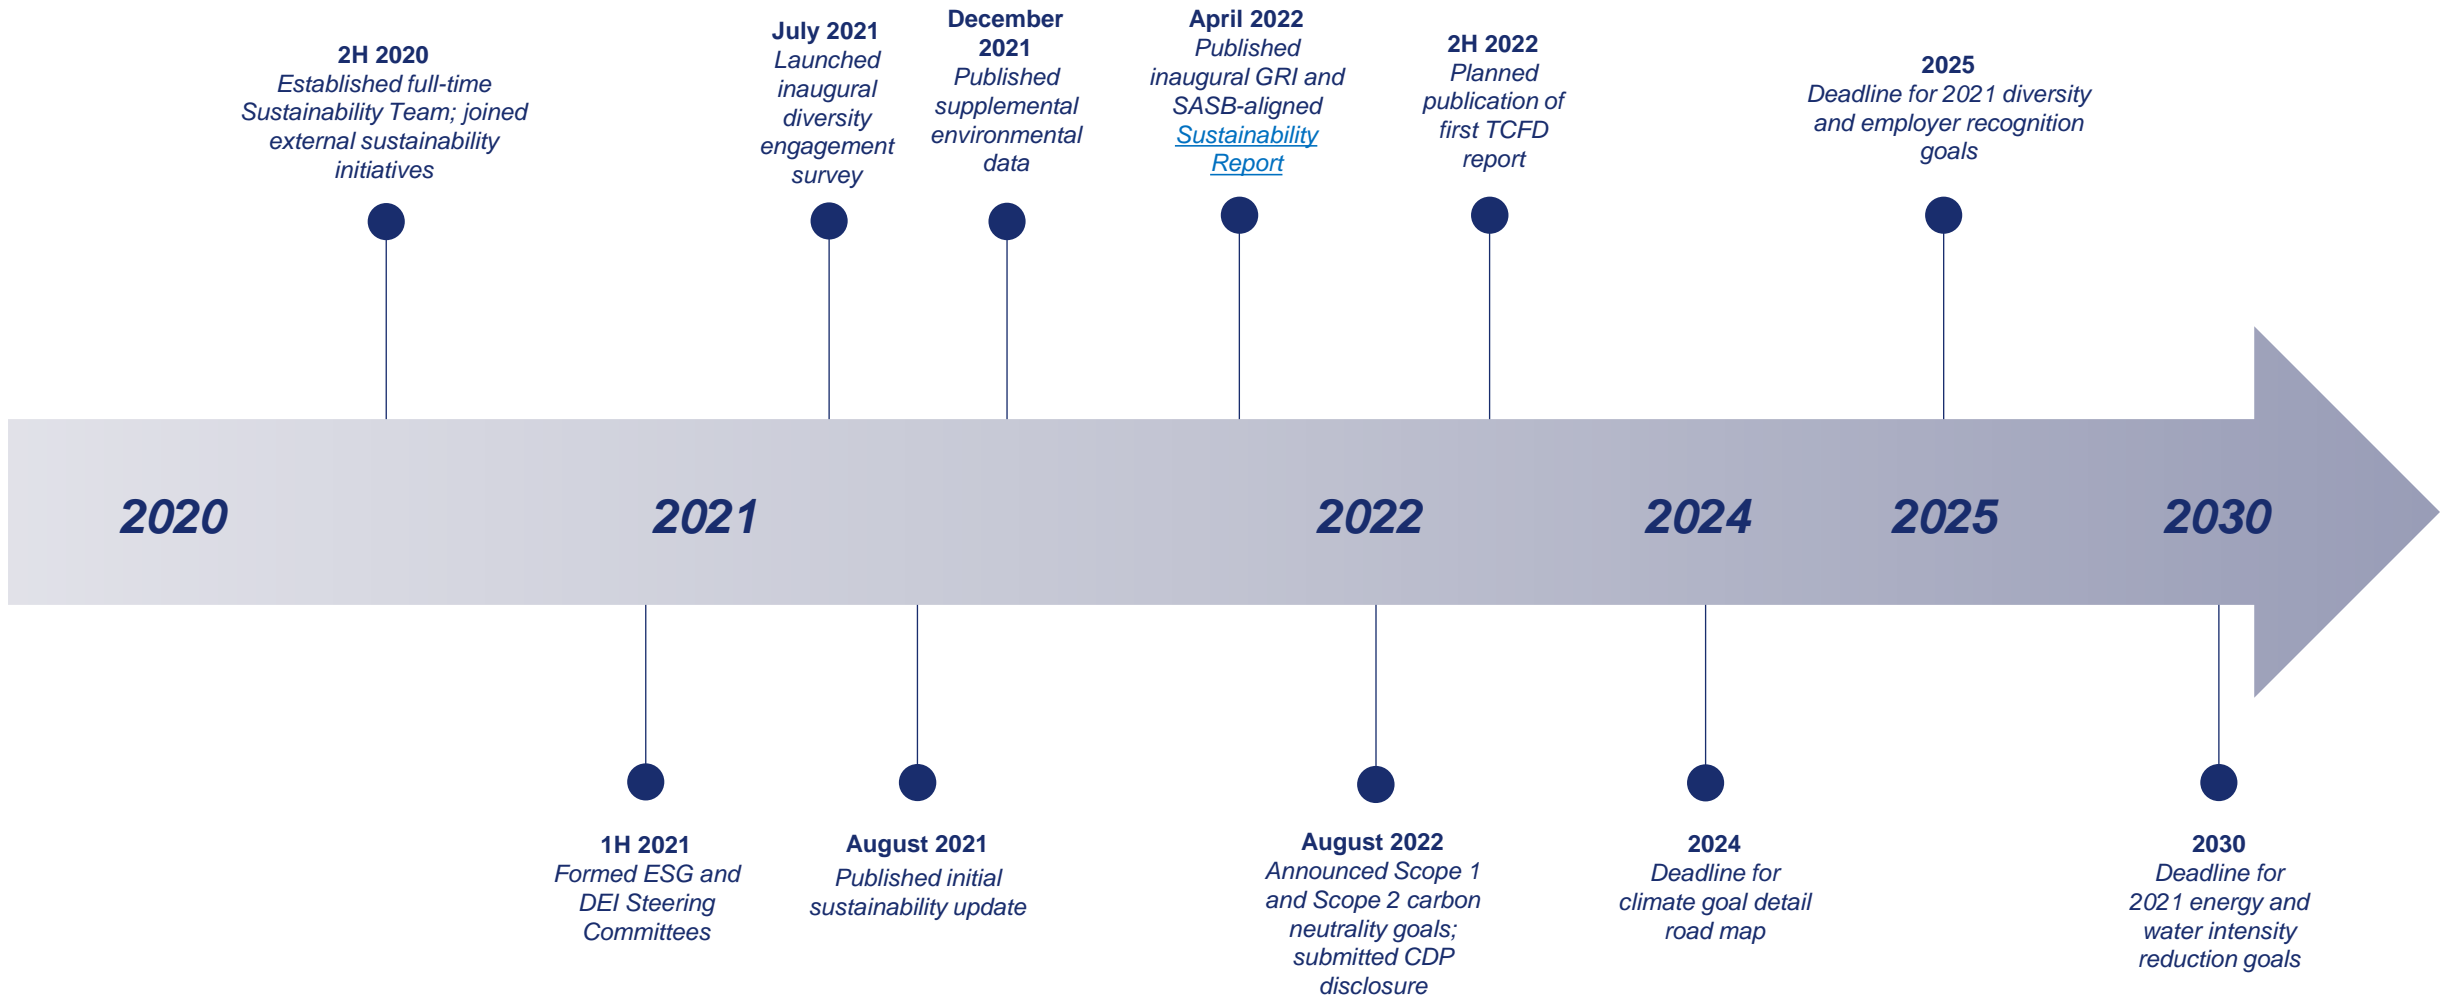 2H 2020
Established full-time
Sustainability Team; joined
external sustainability
initiatives
July 2021
Launched
inaugural
diversity
engagement
survey
December
2021
Published
supplemental
environmental
data
April 2022
Published
inaugural GRI and
SASB-aligned
Sustainability
Report
2H 2022
Planned
publication of
first TCFD
report
2025
Deadline for 2021 diversity
and employer recognition
goals
2020
2021
2022
2024
2025
2030
1H 2021
Formed ESG and
DEI Steering
Committees
August 2021
Published initial
sustainability update
August 2022
Announced Scope 1
and Scope 2 carbon
neutrality goals;
submitted CDP
disclosure
2024
Deadline for
climate goal detail
road map
2030
Deadline for
2021 energy and
water intensity
reduction goals